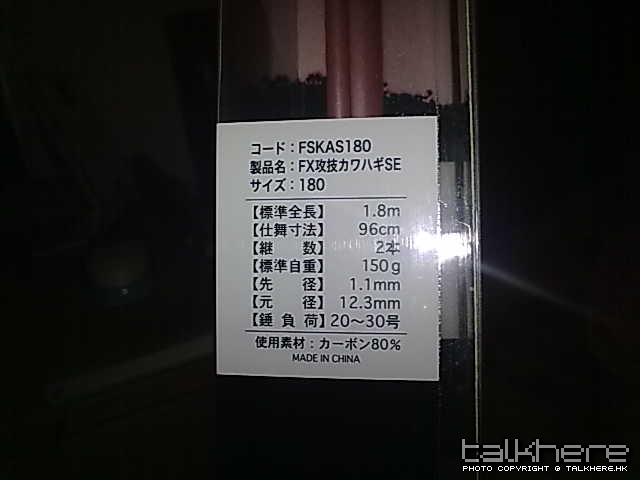 コード：FSKAS180
製品名：FX攻技カワハギSE
サイズ：180
【標準全長】 1.8m
【仕舞寸法】 96cm
【継　数】 2本
【標準自重】 150g
【先　径】 1.1mm
【元　径】 12.3mm
【錘負荷】20～30号
使用素材：カーボン80%
MADE IN CHINA
talkhere
PHOTO COPYRIGHT @ TALKHERE.HK